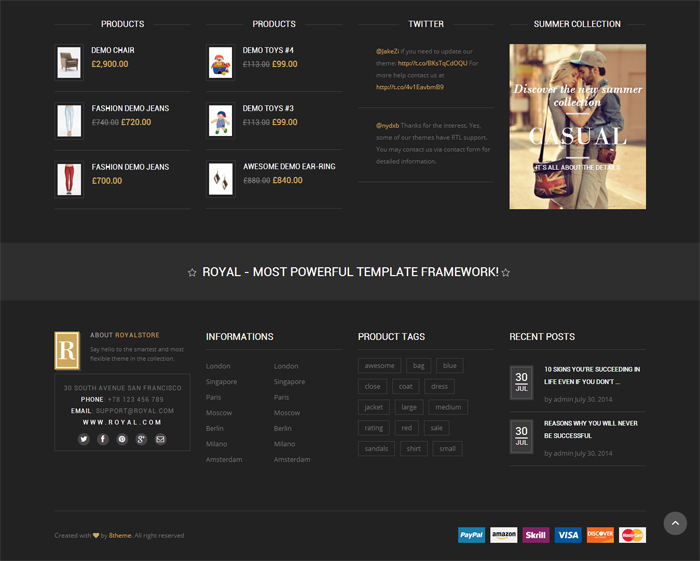 PRODUCTS
DEMO CHAIR
£2,900.00
FASHION DEMO JEANS
£740.00 £720.00
FASHION DEMO JEANS
£700.00
PRODUCTS
DEMO TOYS #4
£113.00 £99.00
DEMO TOYS #3
£113.00 £99.00
AWESOME DEMO EAR-RING
£880.00 £840.00
TWITTER
@JakeZi If you need to update our
theme: http://t.co/BKsTqCdOQU For
more help contact us at
http://t.co/4v1EavbmB9
@nydxb Thanks for the interest. Yes,
some of our themes have RTL support.
You may contact us via contact form for
detailed information.
SUMMER COLLECTION
Discover the new summer
collection
CASUAL
IT'S ALL ABOUT THE DETAILS
ROYAL - MOST POWERFUL TEMPLATE FRAMEWORK!
R
ABOUT ROYALSTORE
Say hello to the smartest and most
flexibile theme in the collection.
30 SOUTH AVENUE SAN FRANCISCO
PHONE: +78 123 456 789
EMAIL: SUPPORT@ROYAL.COM
WWW.ROYAL.COM
INFORMATIONS
London London
Singapore Singapore
Paris Paris
Moscow Moscow
Berlin Berlin
Milano Milano
Amsterdam Amsterdam
PRODUCT TAGS
awesome bag blue
close coat dress
jacket large medium
rating red sale
sandals shirt small
RECENT POSTS
30
JUL
10 SIGNS YOU'RE SUCCEEDING IN
LIFE EVEN IF YOU DON'T ...
by admin July 30, 2014
30
JUL
REASONS WHY YOU WILL NEVER
BE SUCCESSFUL
by admin July 30, 2014
Created with by 8theme. All right reserved
PayPal amazon Skrill VISA DISCOVER MasterCard